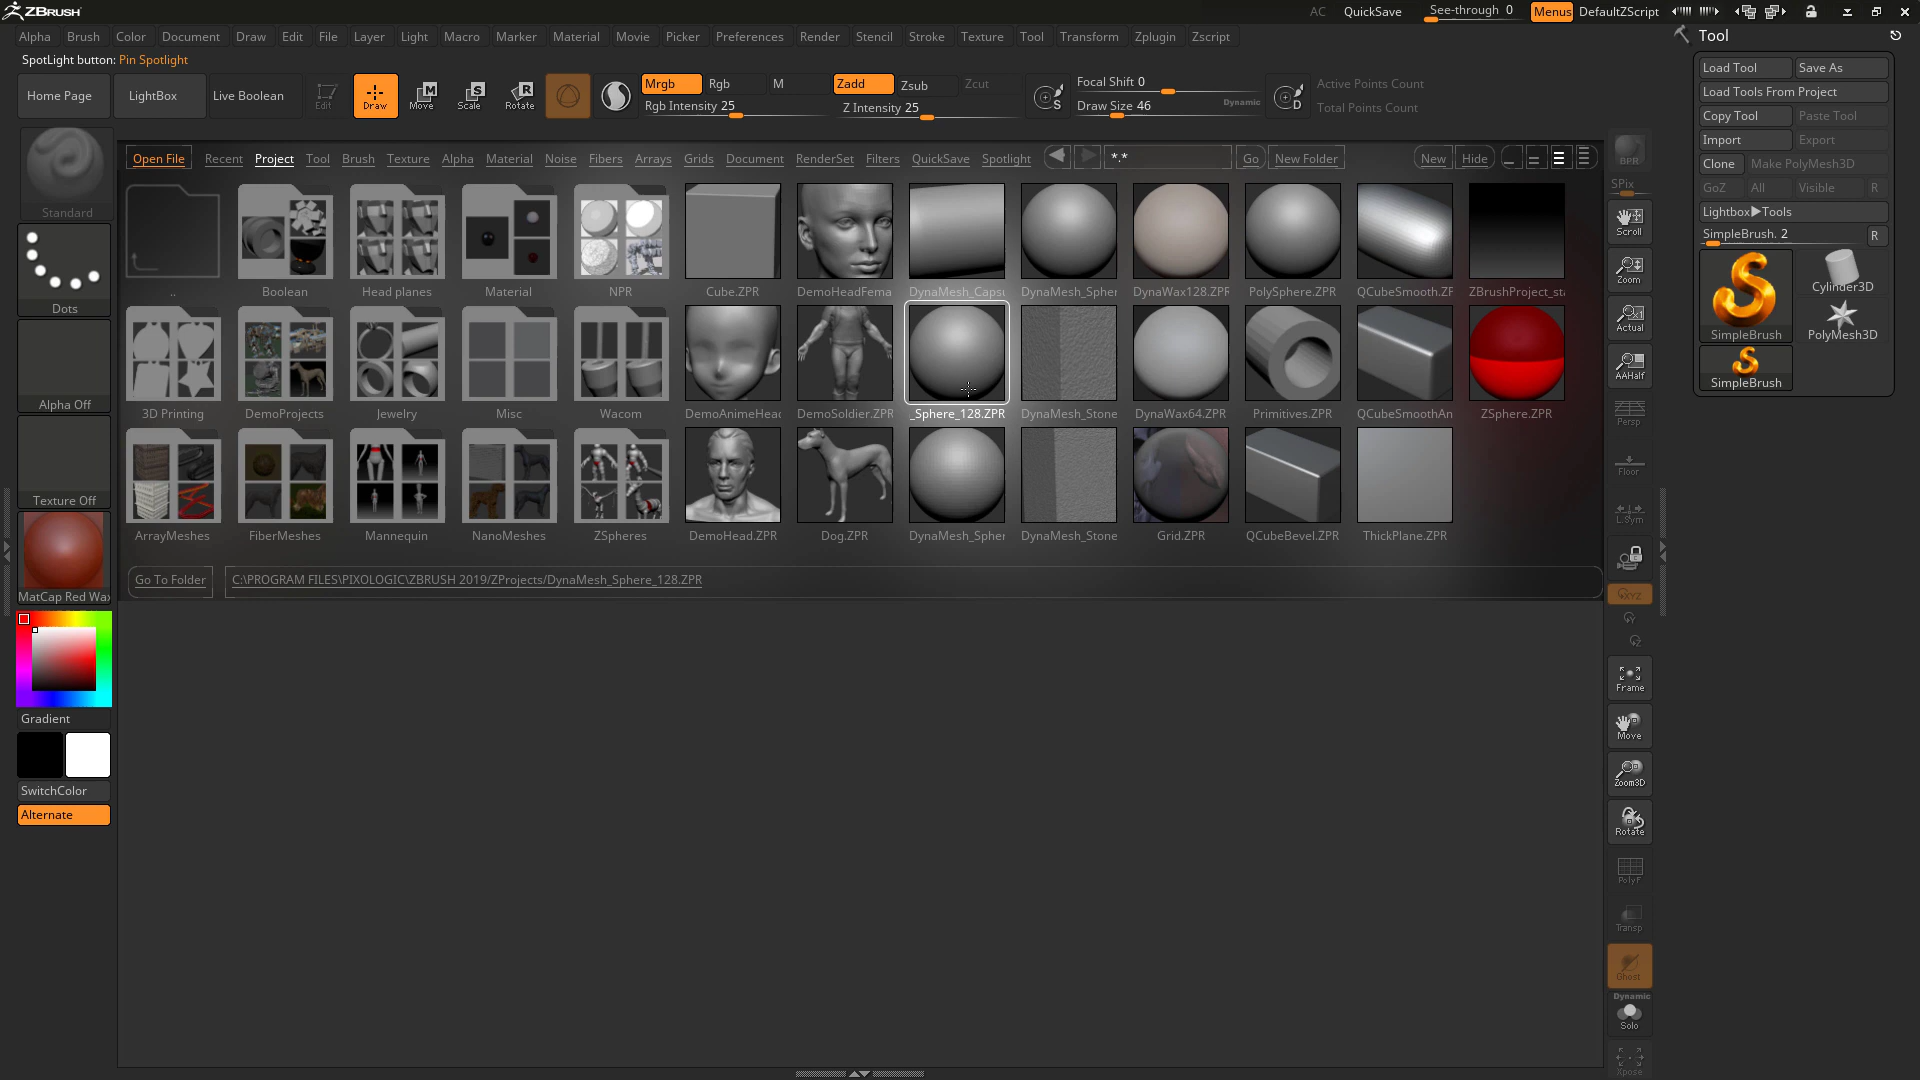 ZBRUSH
AC QuickSave See-through 0 Menus DefaultZScript
Alpha Brush Color Document Draw Edit File Layer Light Macro Marker Material Movie Picker Preferences Render Stencil Stroke Texture Tool Transform Zplugin Zscript
Tool
SpotLight button: Pin Spotlight
Home Page LightBox Live Boolean Edit Draw Move Scale Rotate
Mrgb Rgb M Zadd Zsub Zcut
Rgb Intensity 25 Z Intensity 25
Focal Shift 0
Draw Size 46 Dynamic
Active Points Count
Total Points Count
Load Tool Save As
Load Tools From Project
Copy Tool Paste Tool
Import Export
Clone Make PolyMesh3D
GoZ All Visible R
Lightbox▶Tools
SimpleBrush. 2 R
SimpleBrush Cylinder3D
PolyMesh3D
SimpleBrush
Standard
Dots
Alpha Off
Texture Off
MatCap Red Wax
Gradient
SwitchColor
Alternate
Open File Recent Project Tool Brush Texture Alpha Material Noise Fibers Arrays Grids Document RenderSet Filters QuickSave Spotlight *.* Go New Folder New Hide
.. Boolean Head planes Material NPR Cube.ZPR DemoHeadFema DynaMesh_Capsu DynaMesh_Spher DynaWax128.ZPR PolySphere.ZPR QCubeSmooth.ZF ZBrushProject_sta
3D Printing DemoProjects Jewelry Misc Wacom DemoAnimeHead DemoSoldier.ZPR _Sphere_128.ZPR DynaMesh_Stone DynaWax64.ZPR Primitives.ZPR QCubeSmoothAn ZSphere.ZPR
ArrayMeshes FiberMeshes Mannequin NanoMeshes ZSpheres DemoHead.ZPR Dog.ZPR DynaMesh_Spher DynaMesh_Stone Grid.ZPR QCubeBevel.ZPR ThickPlane.ZPR
Go To Folder C:\PROGRAM FILES\PIXOLOGIC\ZBRUSH 2019/ZProjects/DynaMesh_Sphere_128.ZPR
BPR
SPix
Scroll
Zoom
Actual
AAHalf
Persp
Floor
L.Sym
XYZ
Frame
Move
Zoom3D
Rotate
PolyF
Transp
Ghost
Dynamic
Solo
Xpose